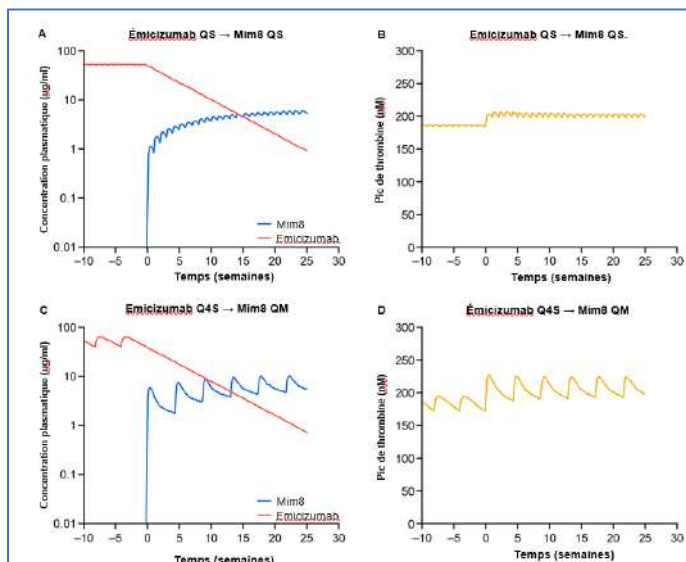 A Émicizumab QS → Mim8 QS
Concentration plasmatique (µg/ml)
100
10
1
0.1
0.01
Mim8
Emicizumab
−10 −5 0 5 10 15 20 25 30
Temps (semaines)
B Emicizumab QS → Mim8 QS.
Pic de thrombine (nM)
300
250
200
150
100
50
0
−10 −5 0 5 10 15 20 25 30
Temps (semaines)
C Emicizumab Q4S → Mim8 QM
Concentration plasmatique (µg/ml)
100
10
1
0.1
0.01
Mim8
Emicizumab
−10 −5 0 5 10 15 20 25 30
Temps (semaines)
D Émicizumab Q4S → Mim8 QM
Pic de thrombine (nM)
300
250
200
150
100
50
0
−10 −5 0 5 10 15 20 25 30
Temps (semaines)